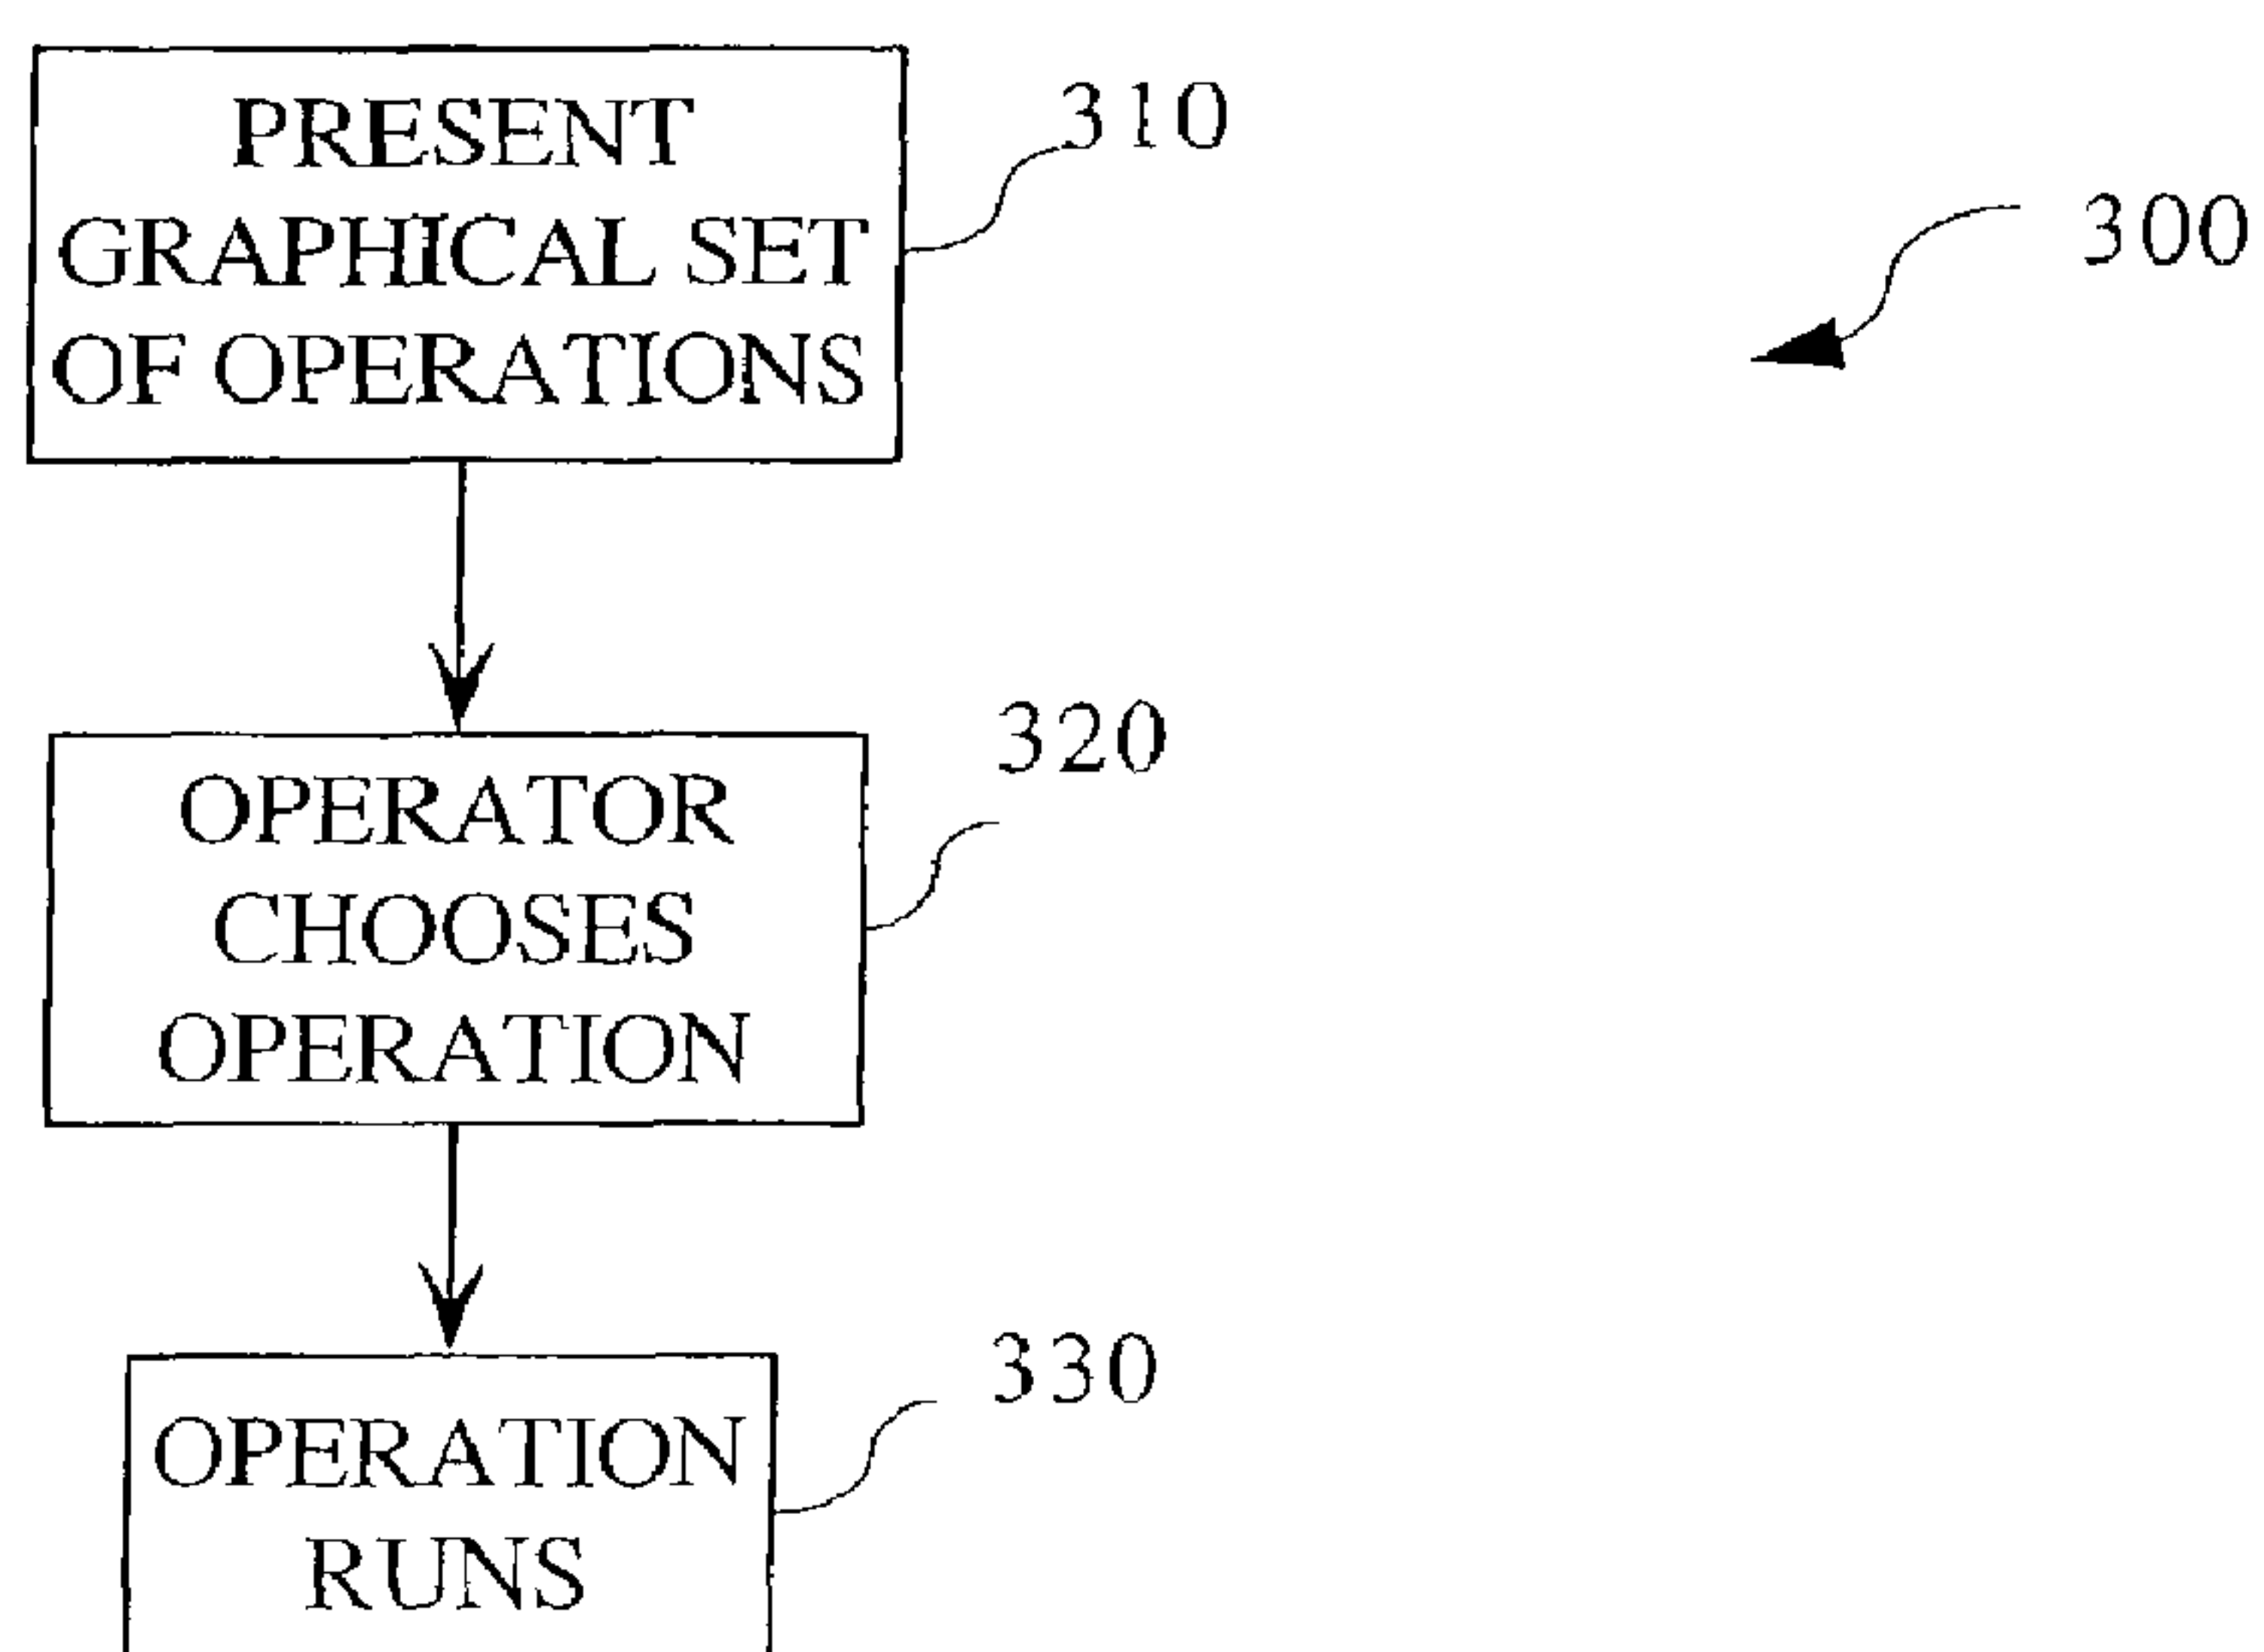 PRESENT
GRAPHICAL SET
OF OPERATIONS
310
300
OPERATOR
CHOOSES
OPERATION
320
OPERATION
RUNS
330